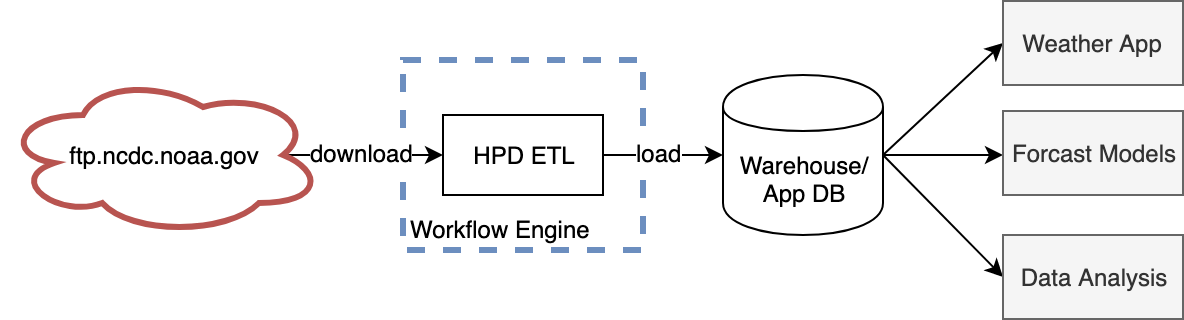 ftp.ncdc.noaa.gov
download
HPD ETL
Workflow Engine
load
Warehouse/
App DB
Weather App
Forcast Models
Data Analysis